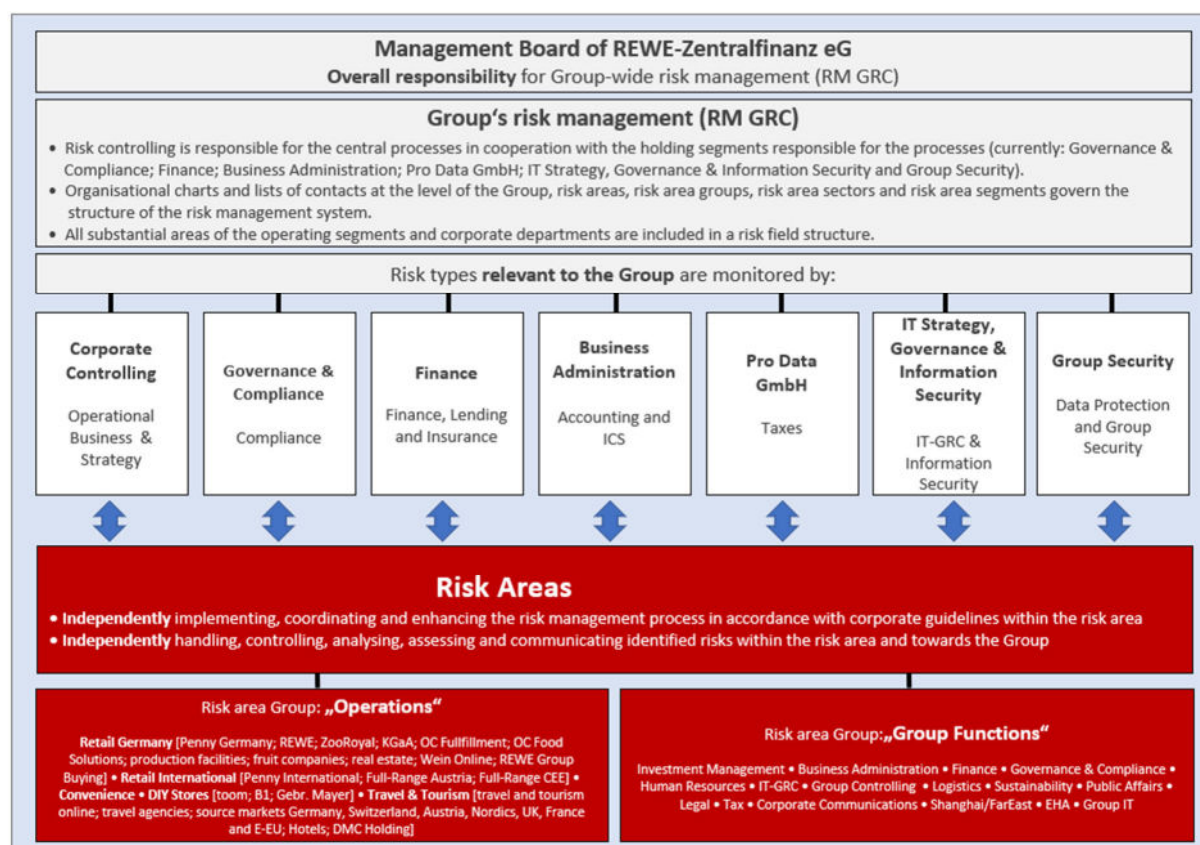 Management Board of REWE-Zentralfinanz eG
Overall responsibility for Group-wide risk management (RM GRC)
Group‘s risk management (RM GRC)
• Risk controlling is responsible for the central processes in cooperation with the holding segments responsible for the processes (currently: Governance &
Compliance; Finance; Business Administration; Pro Data GmbH; IT Strategy, Governance & Information Security and Group Security).
• Organisational charts and lists of contacts at the level of the Group, risk areas, risk area groups, risk area sectors and risk area segments govern the
structure of the risk management system.
• All substantial areas of the operating segments and corporate departments are included in a risk field structure.
Risk types relevant to the Group are monitored by:
Corporate
Controlling
Operational
Business &
Strategy
Governance &
Compliance
Compliance
Finance
Finance, Lending
and Insurance
Business
Administration
Accounting and
ICS
Pro Data
GmbH
Taxes
IT Strategy,
Governance &
Information
Security
IT-GRC &
Information
Security
Group Security
Data Protection
and Group
Security
Risk Areas
• Independently implementing, coordinating and enhancing the risk management process in accordance with corporate guidelines within the risk area
• Independently handling, controlling, analysing, assessing and communicating identified risks within the risk area and towards the Group
Risk area Group: „Operations“
Retail Germany [Penny Germany; REWE; ZooRoyal; KGaA; OC Fullfillment; OC Food
Solutions; production facilities; fruit companies; real estate; Wein Online; REWE Group
Buying] • Retail International [Penny International; Full-Range Austria; Full-Range CEE] •
Convenience • DIY Stores [toom; B1; Gebr. Mayer] • Travel & Tourism [travel and tourism
online; travel agencies; source markets Germany, Switzerland, Austria, Nordics, UK, France
and E-EU; Hotels; DMC Holding]
Risk area Group:„Group Functions“
Investment Management • Business Administration • Finance • Governance & Compliance •
Human Resources • IT-GRC • Group Controlling • Logistics • Sustainability • Public Affairs •
Legal • Tax • Corporate Communications • Shanghai/FarEast • EHA • Group IT